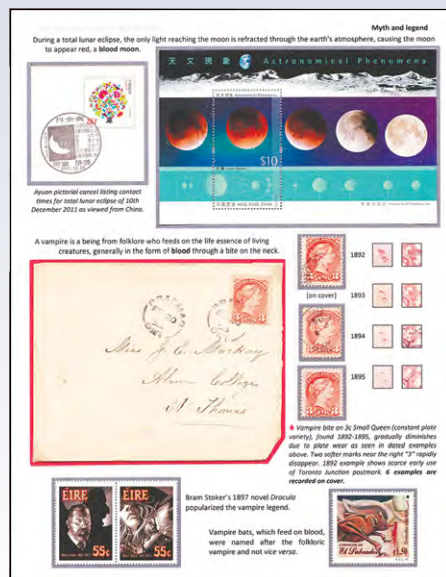 Myth and legend
During a total lunar eclipse, the only light reaching the moon is refracted through the earth's atmosphere, causing the moon
to appear red, a blood moon.
天文現象 Astronomical Phenomena
$10
Jiyuan pictorial cancel listing contact
times for total lunar eclipse of 10th
December 2011 as viewed from China.
A vampire is being from folklore who feeds on the life essence of living
creatures, generally in the form of blood through a bite on the neck.
1892
[on cover]
1893
1894
1895
Miss J. C. Mackay
Alma College
St Thomas
Vampire bite on 3c Small Queen (constant plate
variety), found 1892-1895, gradually diminishes
due to plate wear as seen in dated examples
above. Two softer marks near the right "3" rapidly
disappear. 1892 example shows scarce early use
of Toronto Junction postmark. 6 examples are
recorded on cover.
ÉIRE
55c
ÉIRE
55c
Bram Stoker's 1897 novel Dracula
popularized the vampire legend.
Vampire bats, which feed on blood,
were named after the folkloric
vampire and not vice versa.
El Salvador